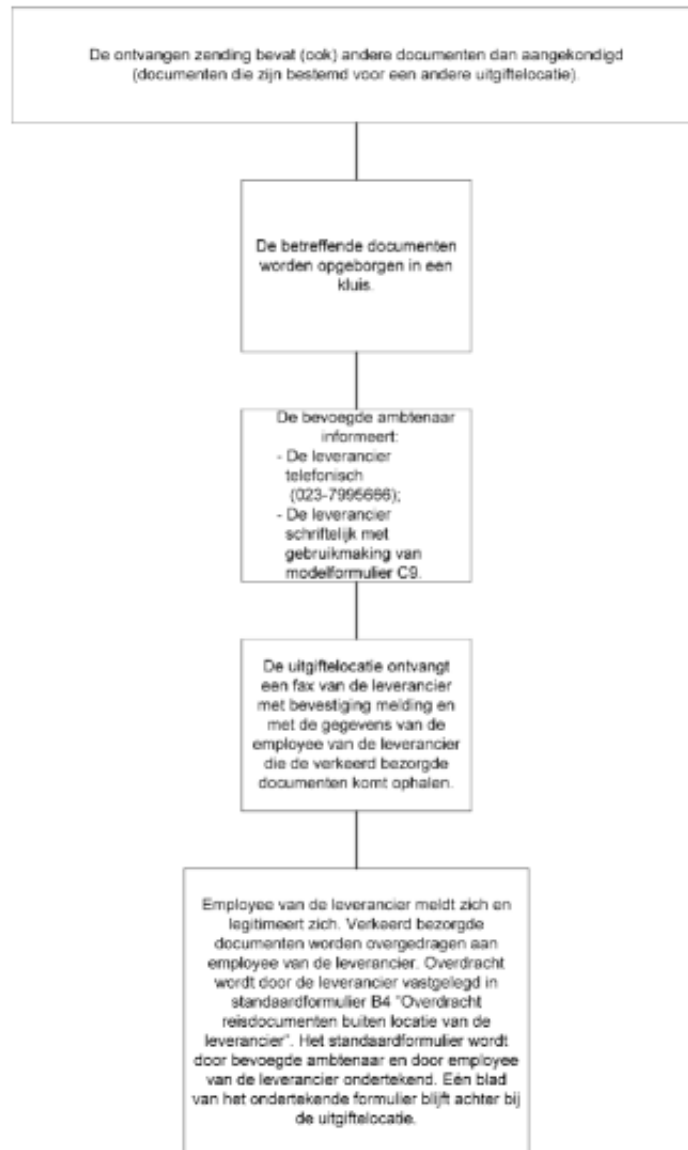 De ontvangen zending bevat (ook) andere documenten dan aangekondigd
(documenten die zijn bestemd voor een andere uitgiftelocatie).
De betreffende documenten
worden opgeborgen in een
kluis.
De bevoegde ambtenaar
informeert:
- De leverancier
telefonisch
(023-7995666);
- De leverancier
schriftelijk met
gebruikmaking van
modelformulier C9.
De uitgiftelocatie ontvangt
een fax van de leverancier
met bevestiging melding en
met de gegevens van de
employee van de leverancier
die de verkeerd bezorgde
documenten komt ophalen.
Employee van de leverancier meldt zich en
legitimeert zich. Verkeerd bezorgde
documenten worden overgedragen aan
employee van de leverancier. Overdracht
wordt door de leverancier vastgelegd in
standaardformulier B4 "Overdracht
reisdocumenten buiten locatie van de
leverancier". Het standaardformulier wordt
door bevoegde ambtenaar en door employee
van de leverancier ondertekend. Eén blad
van het ondertekende formulier blijft achter bij
de uitgiftelocatie.